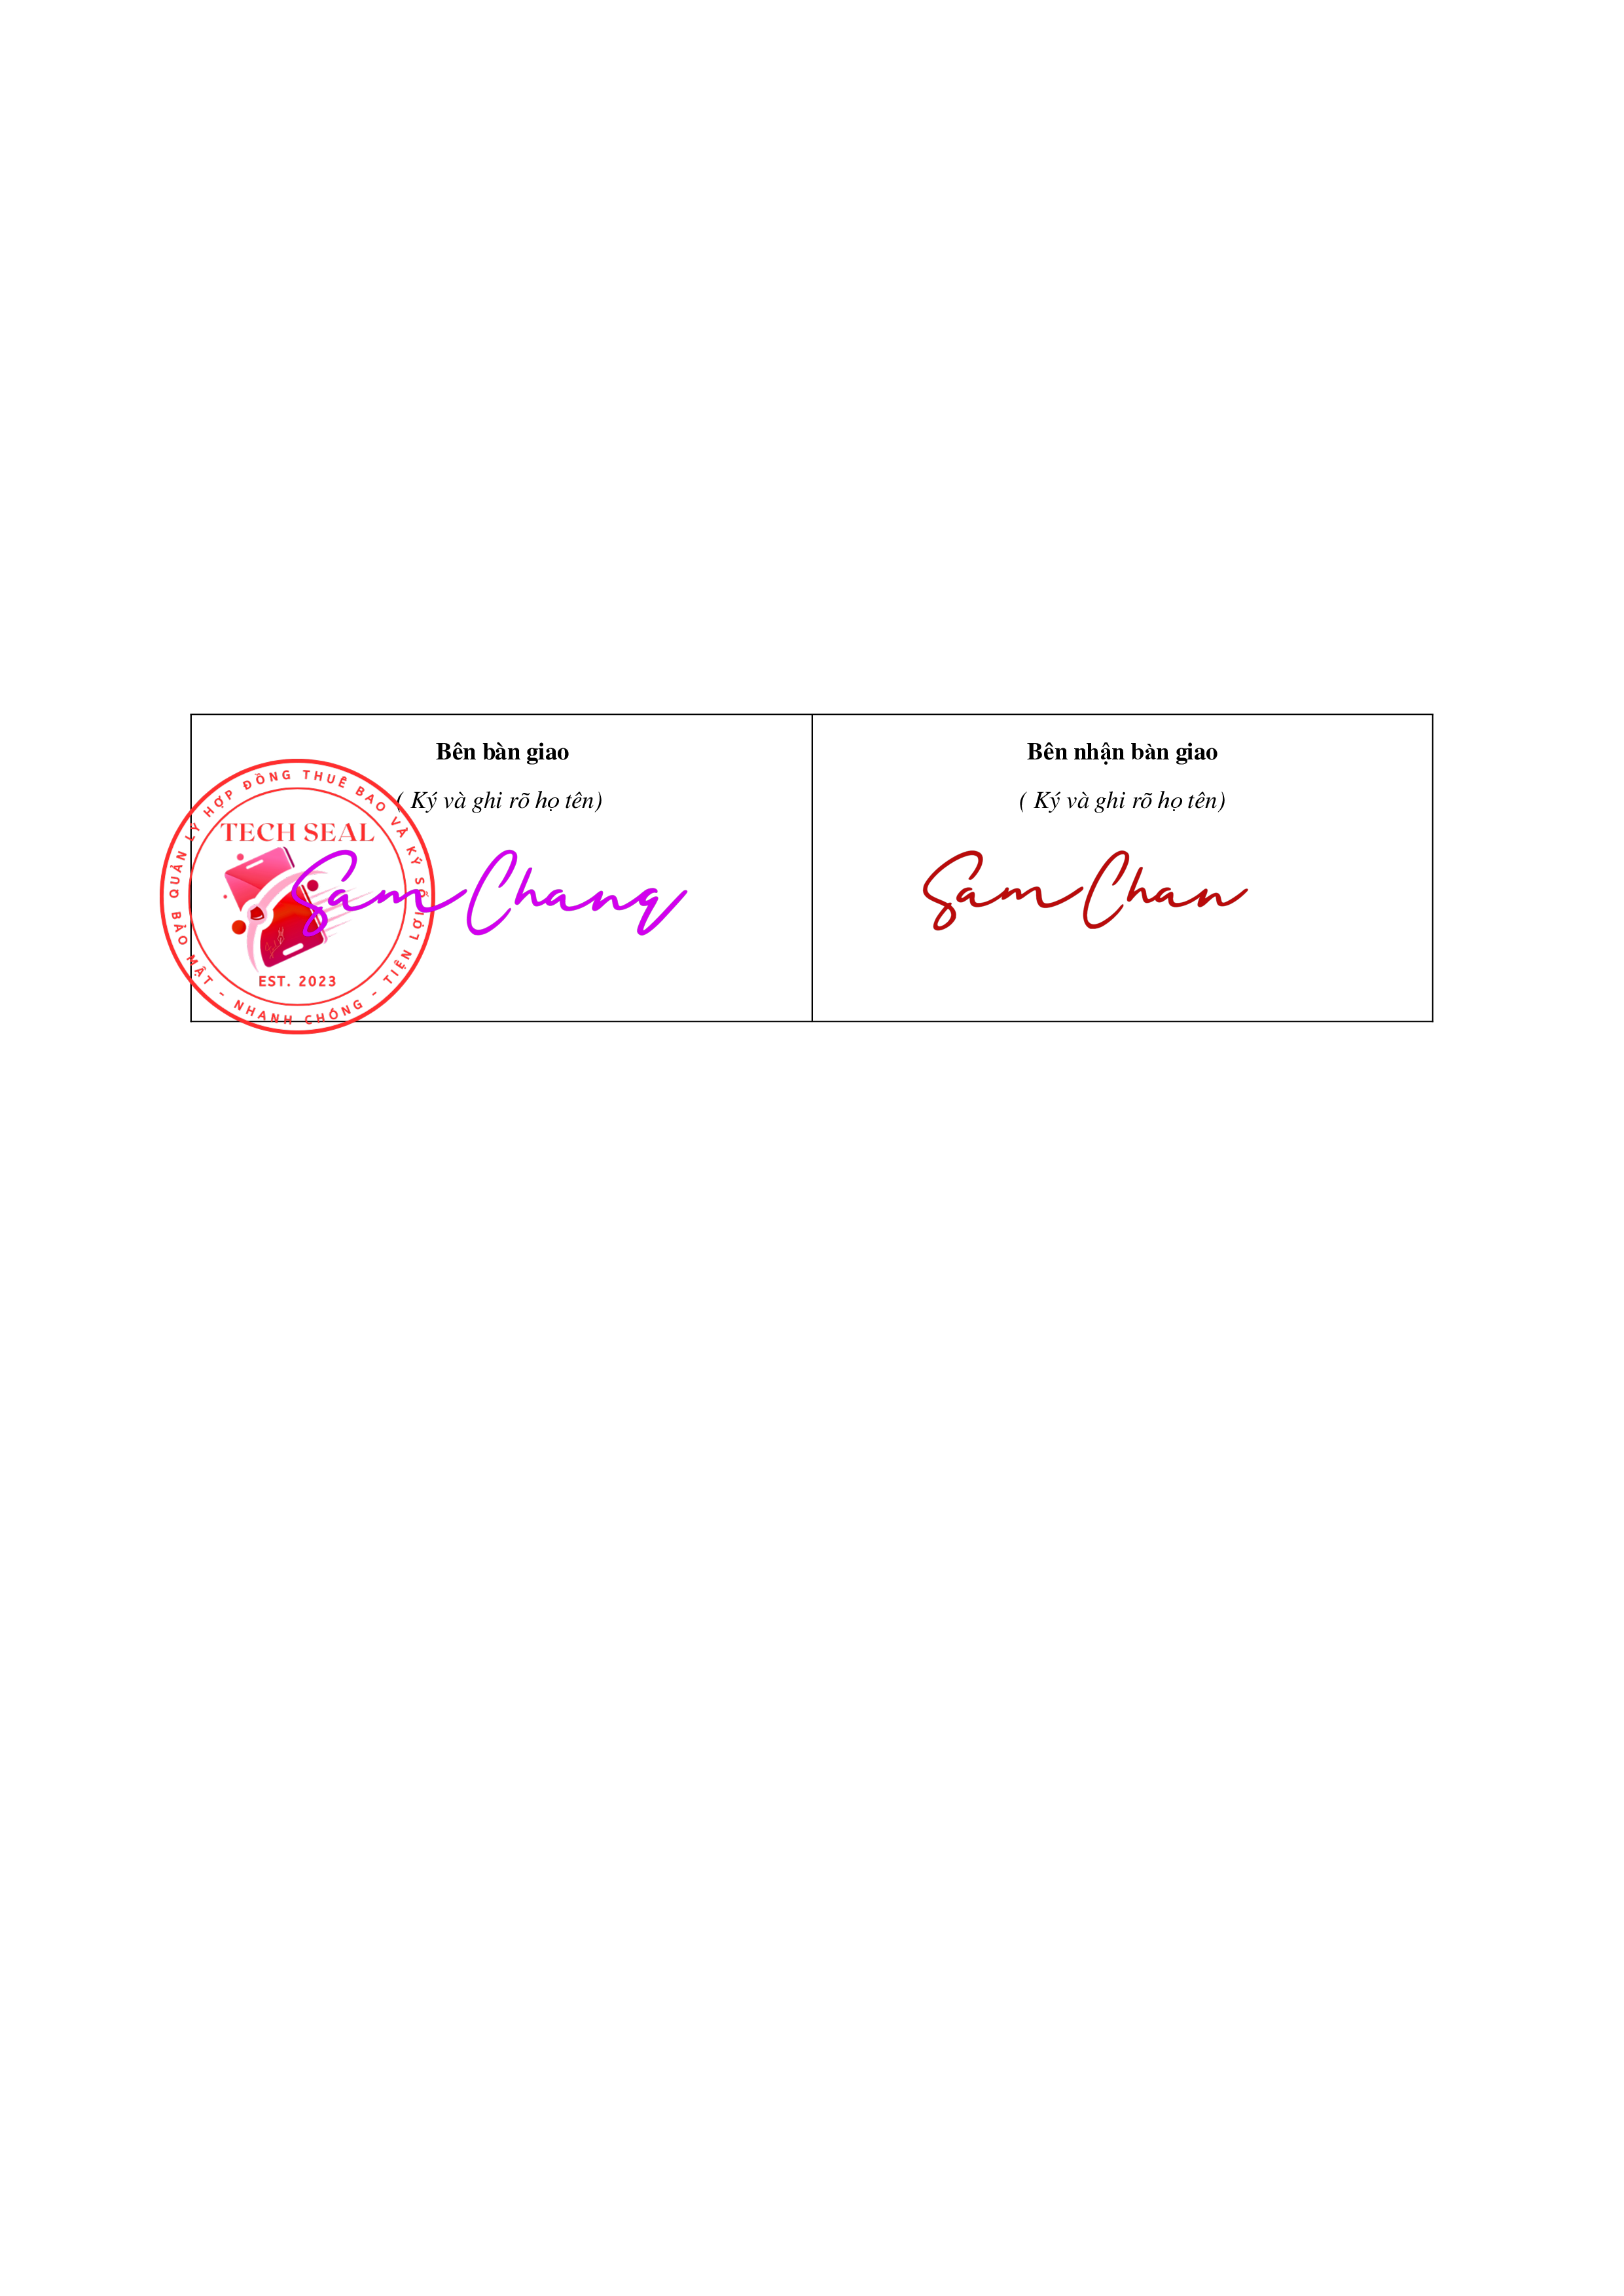 Bên bàn giao
( Ký và ghi rõ họ tên)
QUẢN LÝ HỢP ĐỒNG THUÊ BAO VÀ KÝ SỐ
TECH SEAL
Sam Chang
EST. 2023
BẢO MẬT - NHANH CHÓNG - TIỆN LỢI
Bên nhận bàn giao
( Ký và ghi rõ họ tên)
Sam Chan